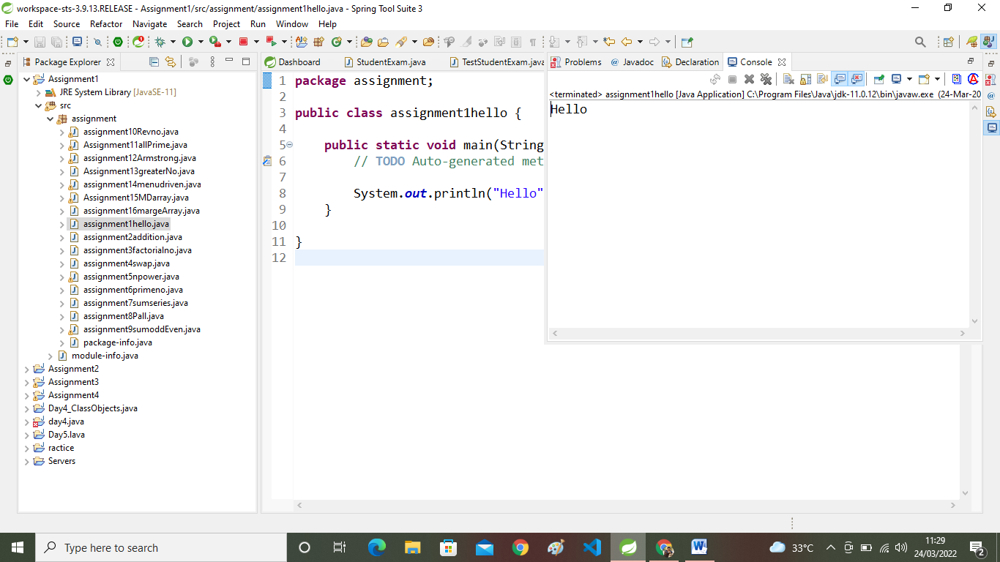 workspace-sts-3.9.13.RELEASE - Assignment1/src/assignment/assignment1hello.java - Spring Tool Suite 3
File Edit Source Refactor Navigate Search Project Run Window Help
Package Explorer
Assignment1
JRE System Library [JavaSE-11]
src
assignment
assignment10Revno.java
Assignment11allPrime.java
assignment12Armstrong.java
Assignment13greaterNo.java
assignment14menudriven.java
Assignment15MDarray.java
assignment16margeArray.java
assignment1hello.java
assignment2addition.java
assignment3factorialno.java
assignment4swap.java
assignment5npower.java
assignment6primeno.java
assignment7sumseries.java
assignment8Pall.java
assignment9sumoddEven.java
package-info.java
module-info.java
Assignment2
Assignment3
Assignment4
Day4_ClassObjects.java
day4.java
Day5.lava
ractice
Servers
Dashboard StudentExam.java TestStudentExam.java
1 package assignment;
2
3 public class assignment1hello {
4
5 public static void main(String
6 // TODO Auto-generated met
7
8 System.out.println("Hello"
9 }
10
11 }
12
Problems Javadoc Declaration Console
<terminated> assignment1hello [Java Application] C:\Program Files\Java\jdk-11.0.12\bin\javaw.exe (24-Mar-20
Hello
Type here to search
33°C
11:29
24/03/2022
2